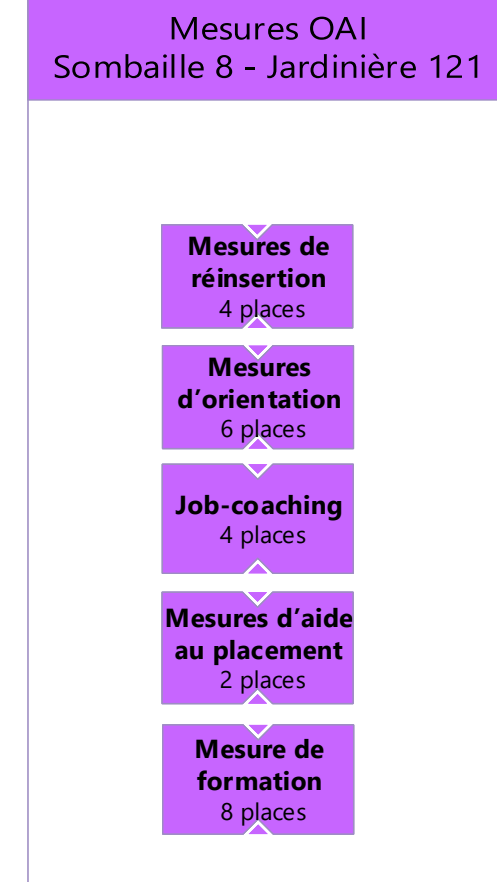 Mesures OAI
Sombaille 8 - Jardinière 121
Mesures de
réinsertion
4 places
Mesures
d’orientation
6 places
Job-coaching
4 places
Mesures d’aide
au placement
2 places
Mesure de
formation
8 places